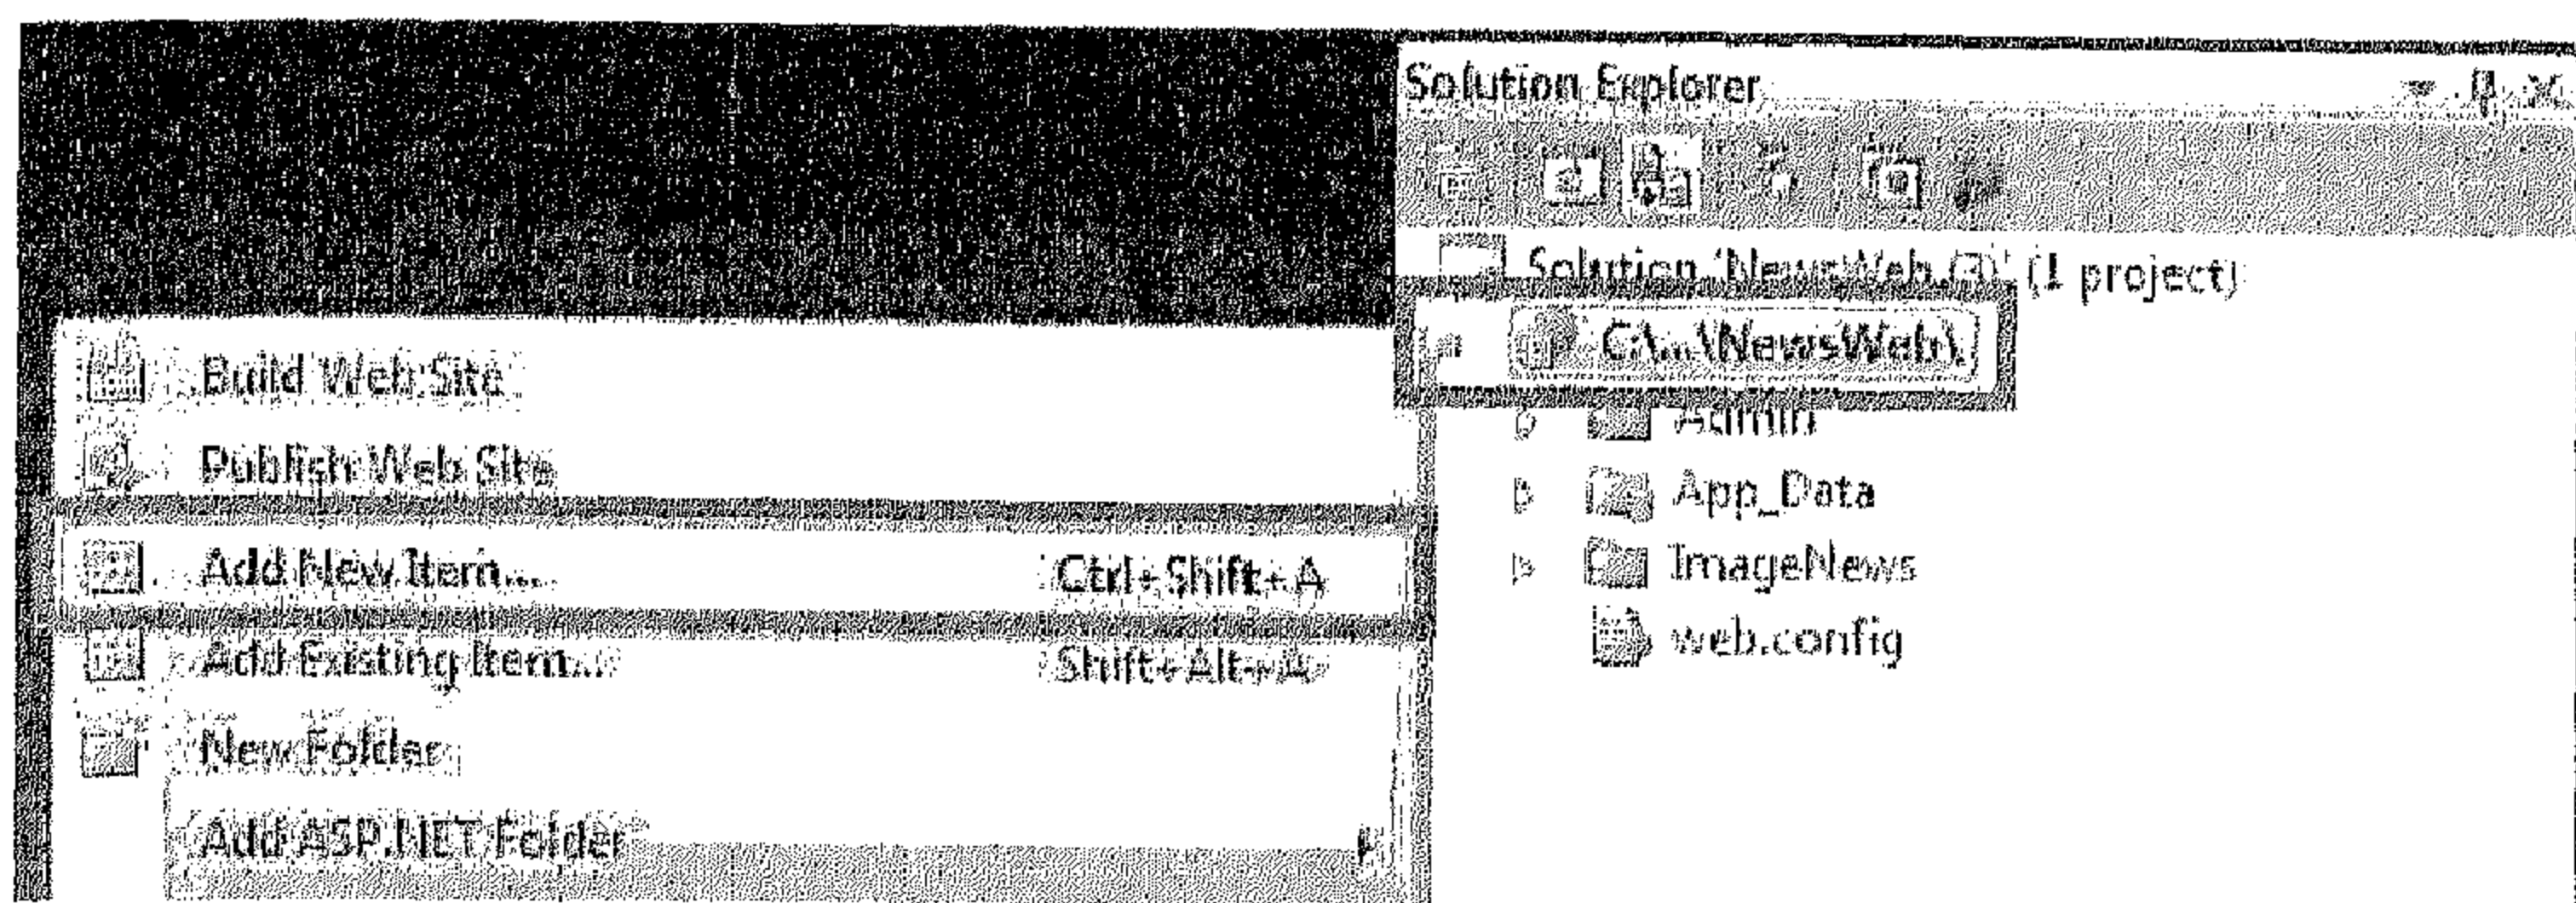 Solution Explorer
Solution 'NewsWeb (3)' (1 project)
C:\...\NewsWeb\
Admin
App_Data
ImageNews
web.config
Build Web Site
Publish Web Site
Add New Item... Ctrl+Shift+A
Add Existing Item... Shift+Alt+A
New Folder
Add ASP.NET Folder